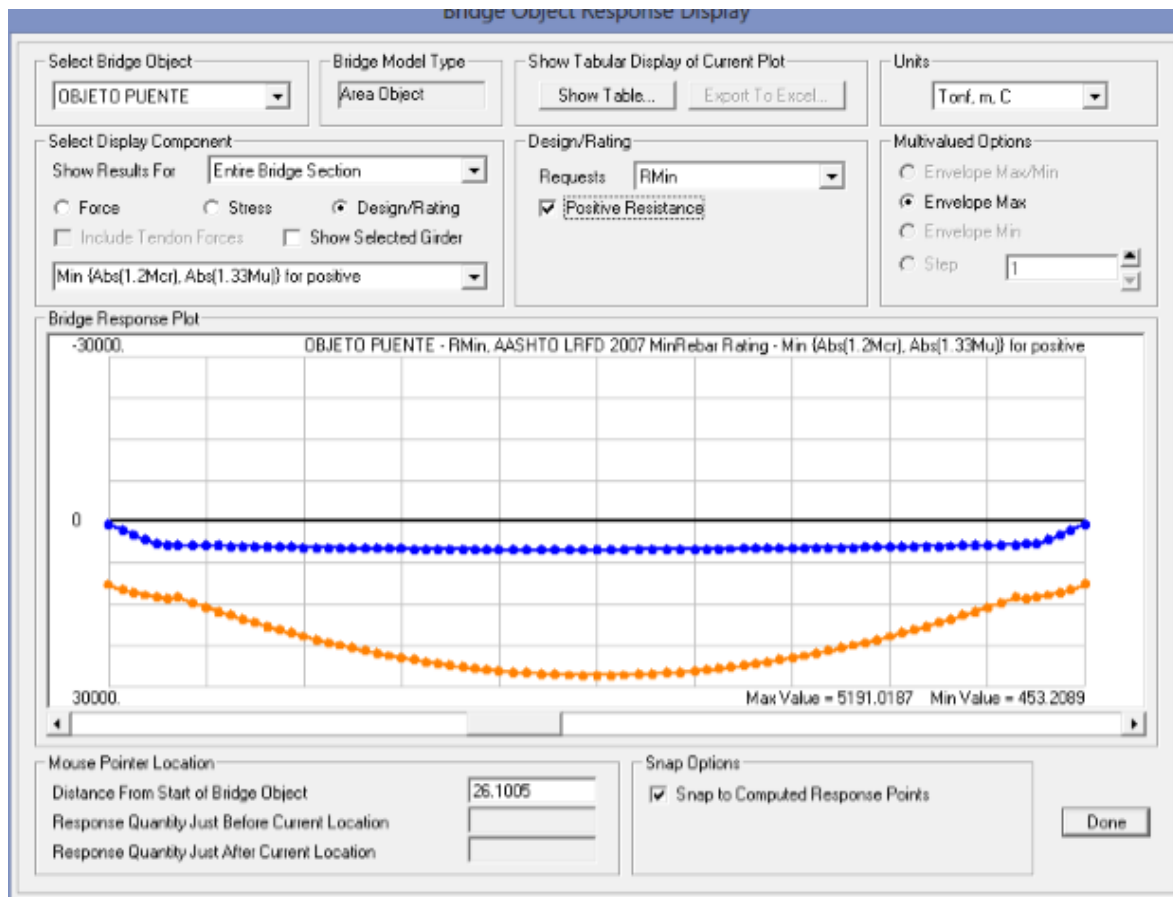 Bridge Object Response Display
Select Bridge Object
OBJETO PUENTE
Bridge Model Type
Area Object
Show Tabular Display of Current Plot
Show Table...
Export To Excel...
Units
Tonf, m, C
Select Display Component
Show Results For
Entire Bridge Section
Force
Stress
Design/Rating
Include Tendon Forces
Show Selected Girder
Min {Abs(1.2Mcr), Abs(1.33Mu)} for positive
Design/Rating
Requests
RMin
Positive Resistance
Multivalued Options
Envelope Max/Min
Envelope Max
Envelope Min
Step
1
Bridge Response Plot
-30000.
OBJETO PUENTE - RMin, AASHTO LRFD 2007 MinRebar Rating - Min {Abs(1.2Mcr), Abs(1.33Mu)} for positive
0
30000.
Max Value = 5191.0187 Min Value = 453.2089
Mouse Pointer Location
Distance From Start of Bridge Object
26.1005
Response Quantity Just Before Current Location
Response Quantity Just After Current Location
Snap Options
Snap to Computed Response Points
Done